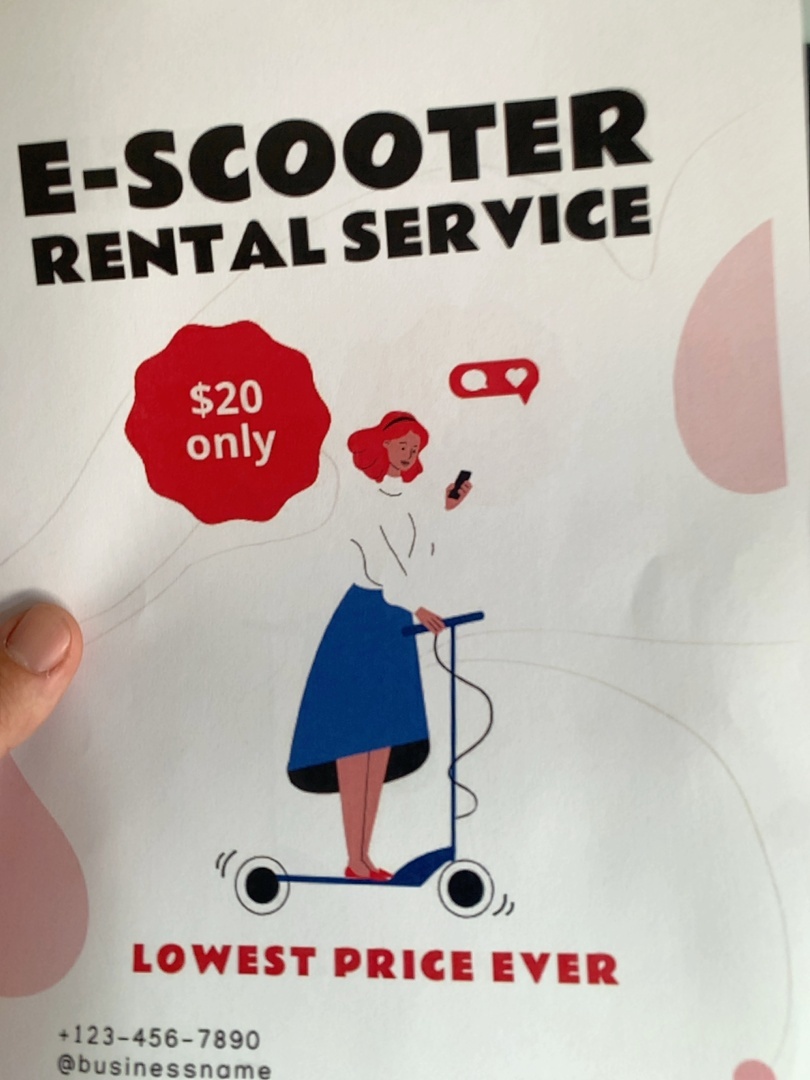 E-SCOOTER
RENTAL SERVICE
$20
only
LOWEST PRICE EVER
+123-456-7890
@businessname